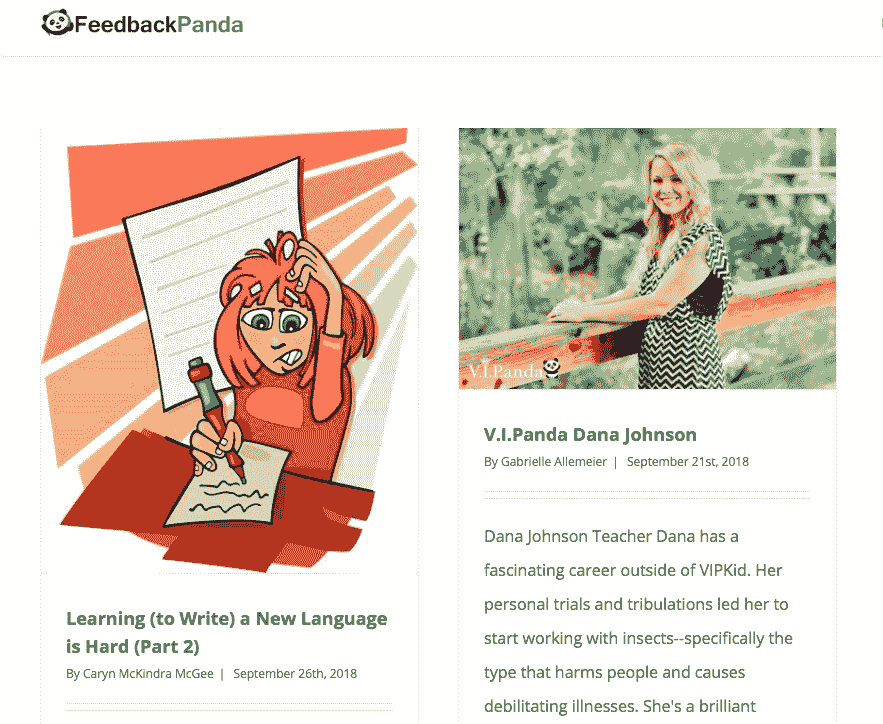 FeedbackPanda
V.I.Panda
Learning (to Write) a New Language
is Hard (Part 2)
By Caryn McKindra McGee | September 26th, 2018
V.I.Panda Dana Johnson
By Gabrielle Allemeier | September 21st, 2018
Dana Johnson Teacher Dana has a
fascinating career outside of VIPKid. Her
personal trials and tribulations led her to
start working with insects--specifically the
type that harms people and causes
debilitating illnesses. She's a brilliant